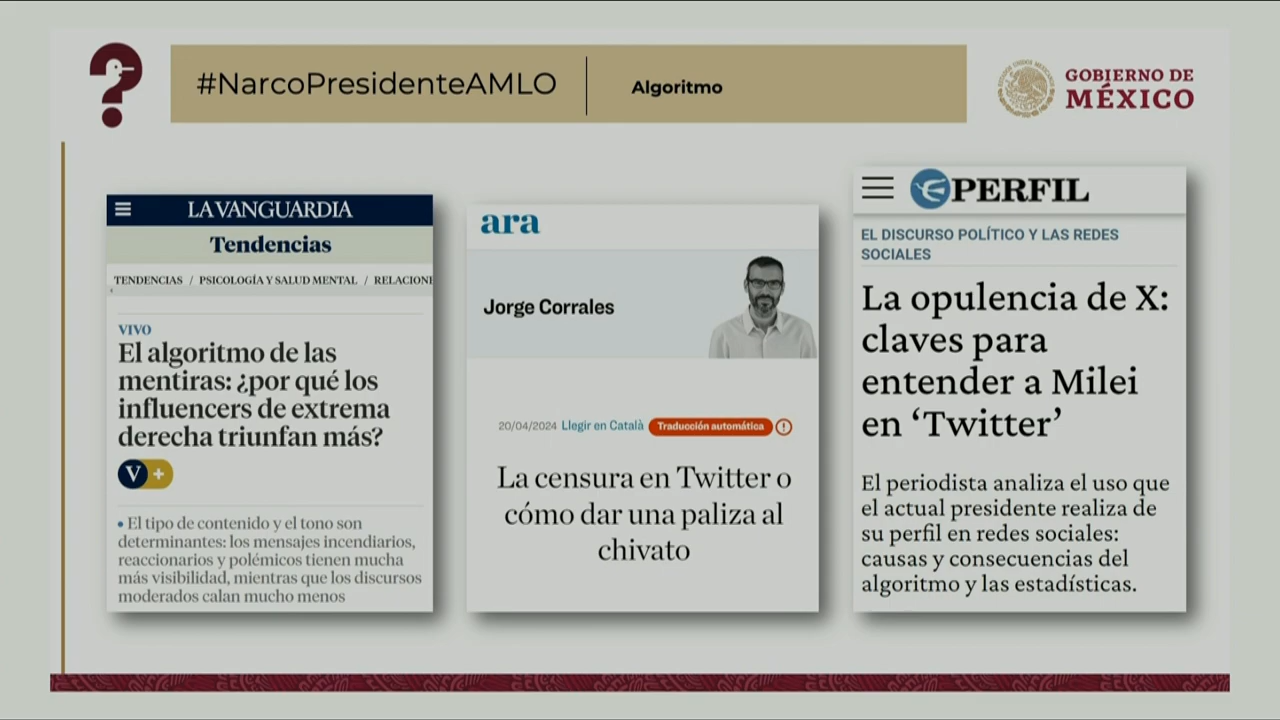 #NarcoPresidenteAMLO
Algoritmo
GOBIERNO DE
MÉXICO
LA VANGUARDIA
Tendencias
TENDENCIAS / PSICOLOGÍA Y SALUD MENTAL / RELACIONE
VIVO
El algoritmo de las
mentiras: ¿por qué los
influencers de extrema
derecha triunfan más?
V +
• El tipo de contenido y el tono son
determinantes: los mensajes incendiarios,
reaccionarios y polémicos tienen mucha
más visibilidad, mientras que los discursos
moderados calan mucho menos
ara
Jorge Corrales
20/04/2024 Llegir en Català Traducción automática
La censura en Twitter o
cómo dar una paliza al
chivato
PERFIL
EL DISCURSO POLÍTICO Y LAS REDES
SOCIALES
La opulencia de X:
claves para
entender a Milei
en ‘Twitter’
El periodista analiza el uso que
el actual presidente realiza de
su perfil en redes sociales:
causas y consecuencias del
algoritmo y las estadísticas.